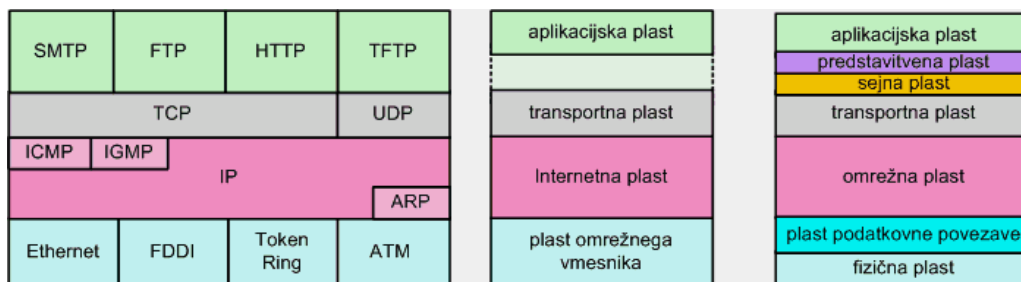 SMTP
FTP
HTTP
TFTP
TCP
UDP
ICMP
IGMP
IP
ARP
Ethernet
FDDI
Token
Ring
ATM
aplikacijska plast
transportna plast
Internetna plast
plast omrežnega
vmesnika
aplikacijska plast
predstavitvena plast
sejna plast
transportna plast
omrežna plast
plast podatkovne povezave
fizična plast